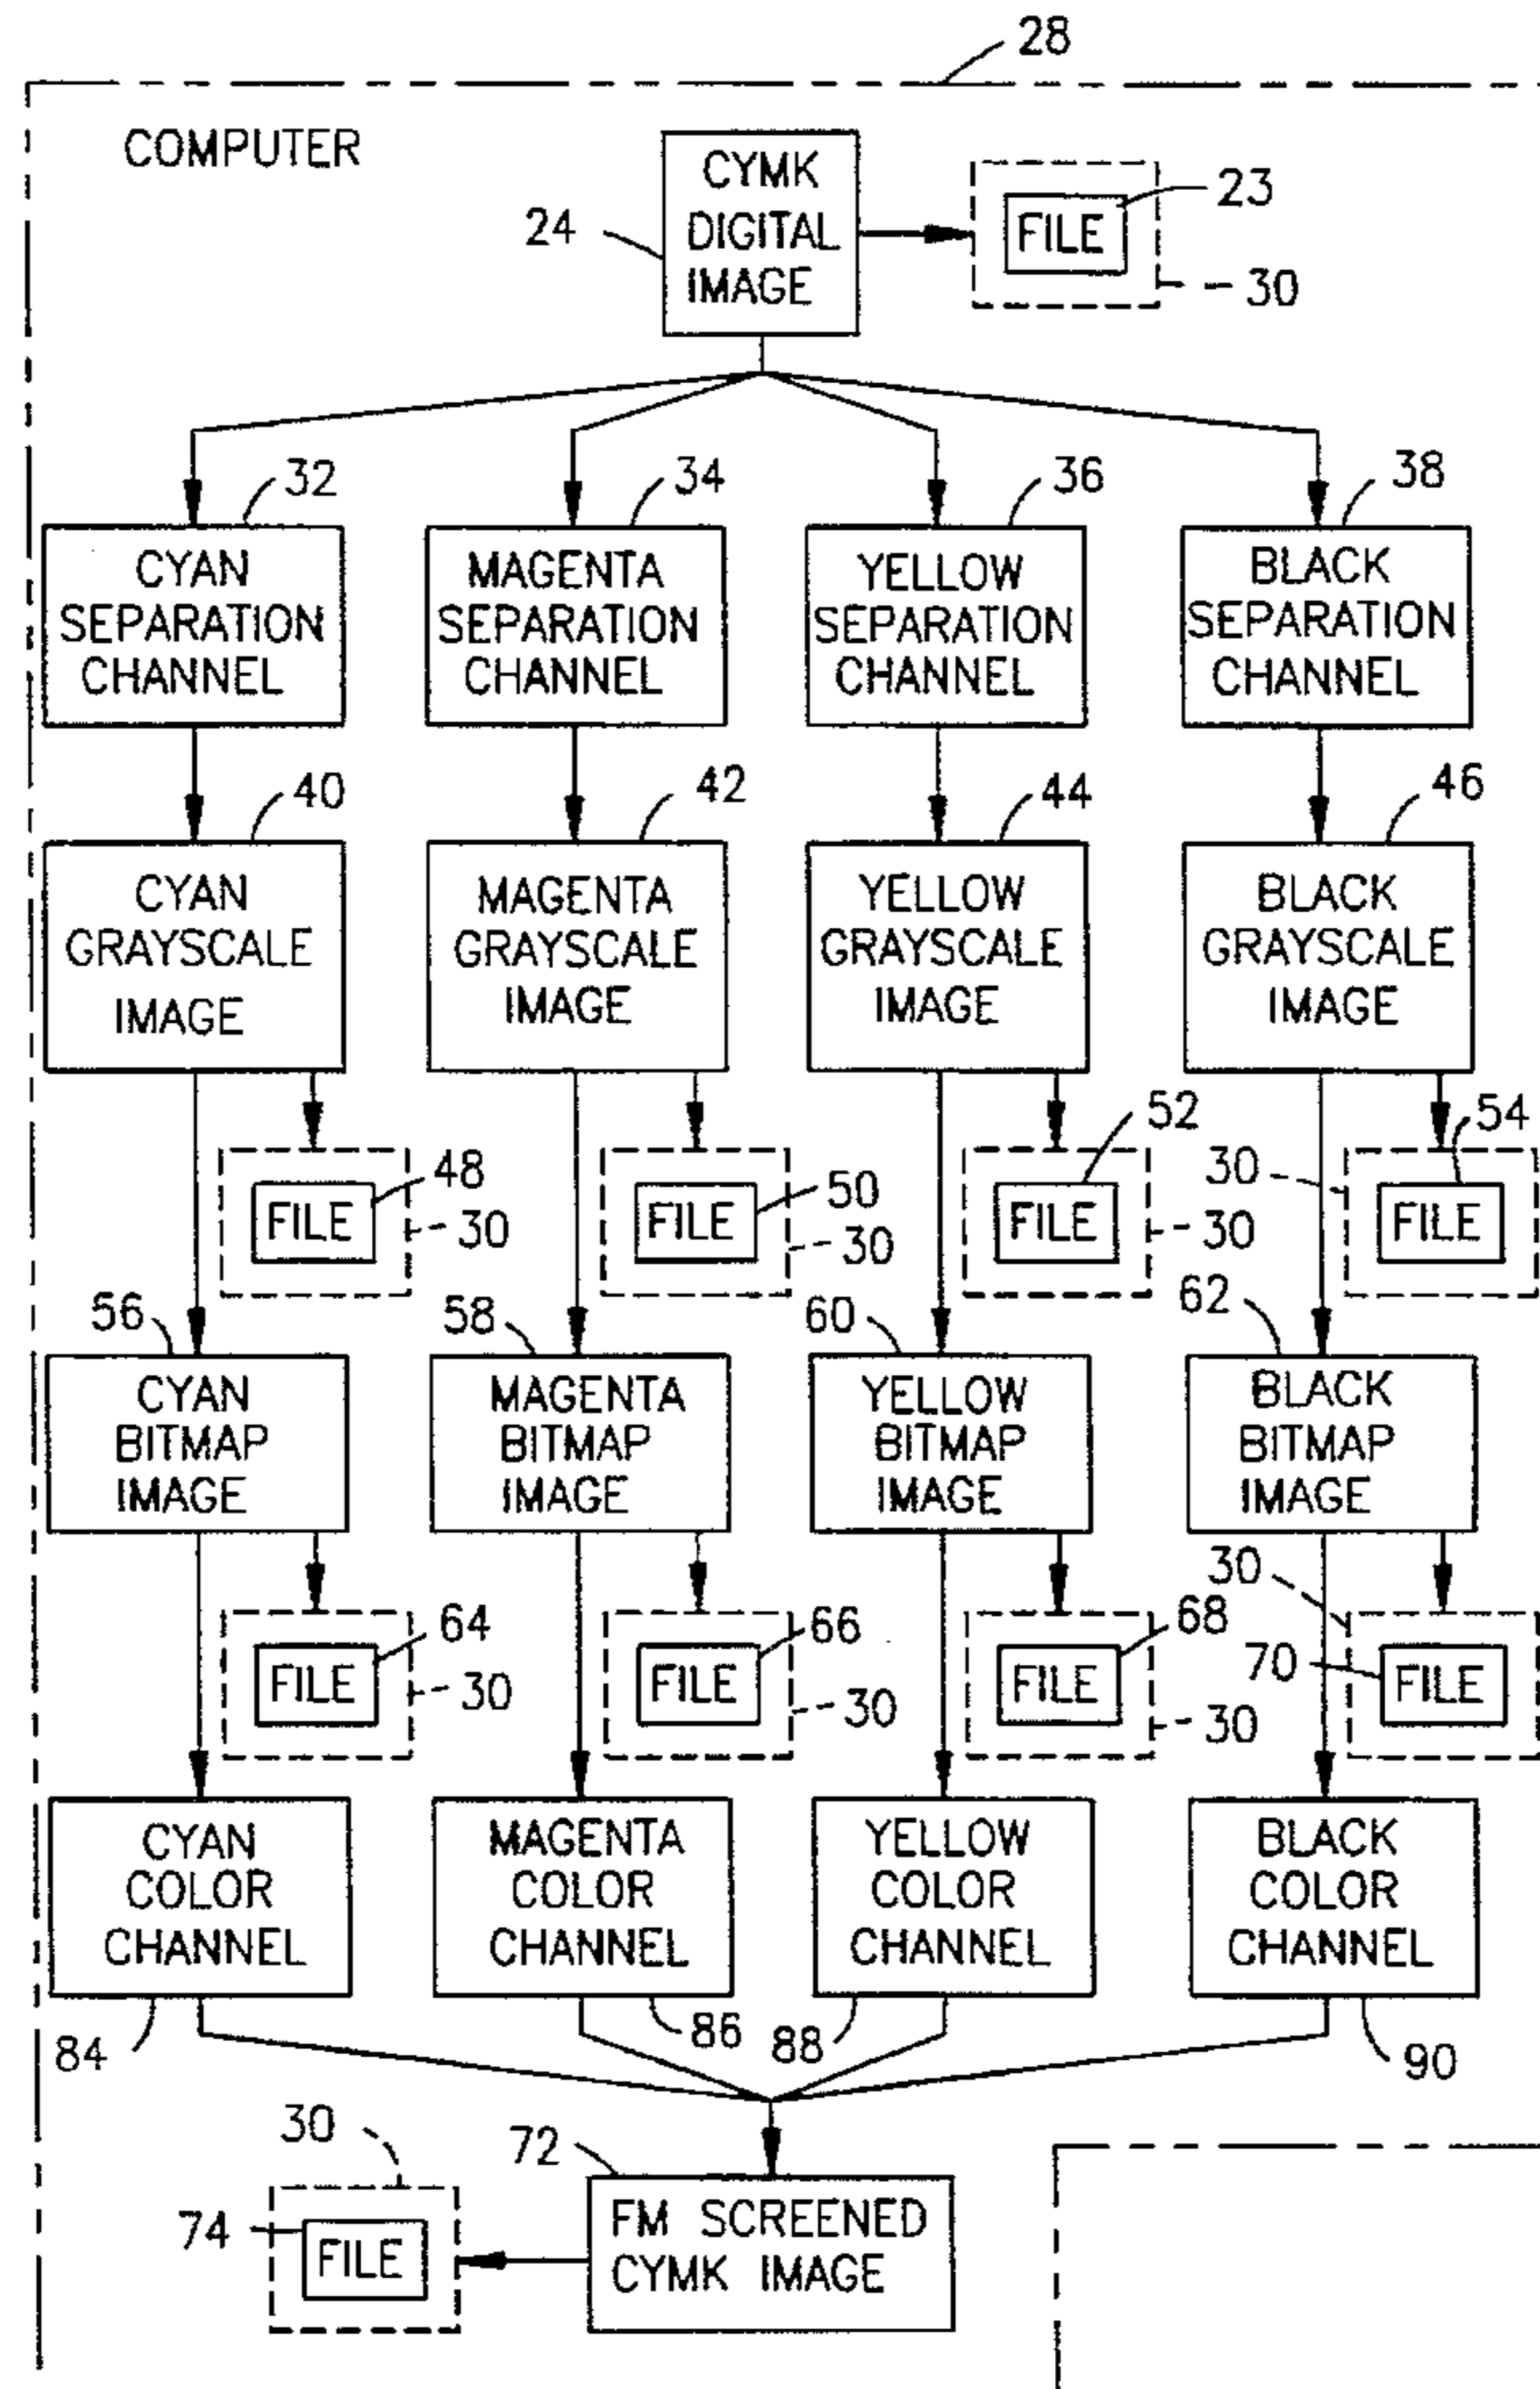 28
COMPUTER
CYMK
DIGITAL
IMAGE
24
FILE
23
30
32
34
36
38
CYAN
SEPARATION
CHANNEL
MAGENTA
SEPARATION
CHANNEL
YELLOW
SEPARATION
CHANNEL
BLACK
SEPARATION
CHANNEL
40
42
44
46
CYAN
GRAYSCALE
IMAGE
MAGENTA
GRAYSCALE
IMAGE
YELLOW
GRAYSCALE
IMAGE
BLACK
GRAYSCALE
IMAGE
FILE
48
30
FILE
50
30
FILE
52
30
30
FILE
54
56
58
60
62
CYAN
BITMAP
IMAGE
MAGENTA
BITMAP
IMAGE
YELLOW
BITMAP
IMAGE
BLACK
BITMAP
IMAGE
FILE
64
30
FILE
66
30
FILE
68
30
30
70
FILE
CYAN
COLOR
CHANNEL
MAGENTA
COLOR
CHANNEL
YELLOW
COLOR
CHANNEL
BLACK
COLOR
CHANNEL
84
86
88
90
30
72
74
FILE
FM SCREENED
CYMK IMAGE